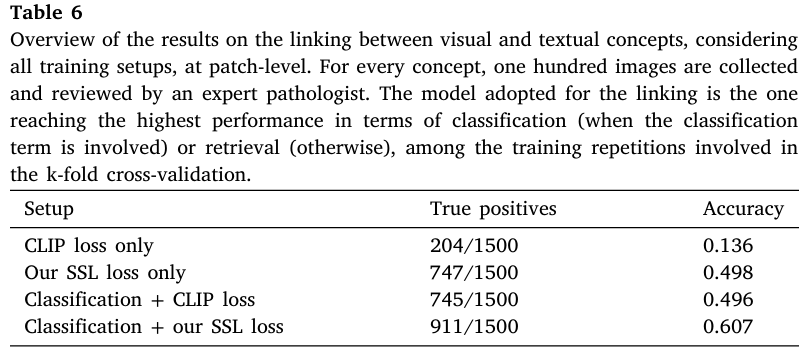 Table 6
Overview of the results on the linking between visual and textual concepts, considering
all training setups, at patch-level. For every concept, one hundred images are collected
and reviewed by an expert pathologist. The model adopted for the linking is the one
reaching the highest performance in terms of classification (when the classification
term is involved) or retrieval (otherwise), among the training repetitions involved in
the k-fold cross-validation.
Setup True positives Accuracy
CLIP loss only 204/1500 0.136
Our SSL loss only 747/1500 0.498
Classification + CLIP loss 745/1500 0.496
Classification + our SSL loss 911/1500 0.607